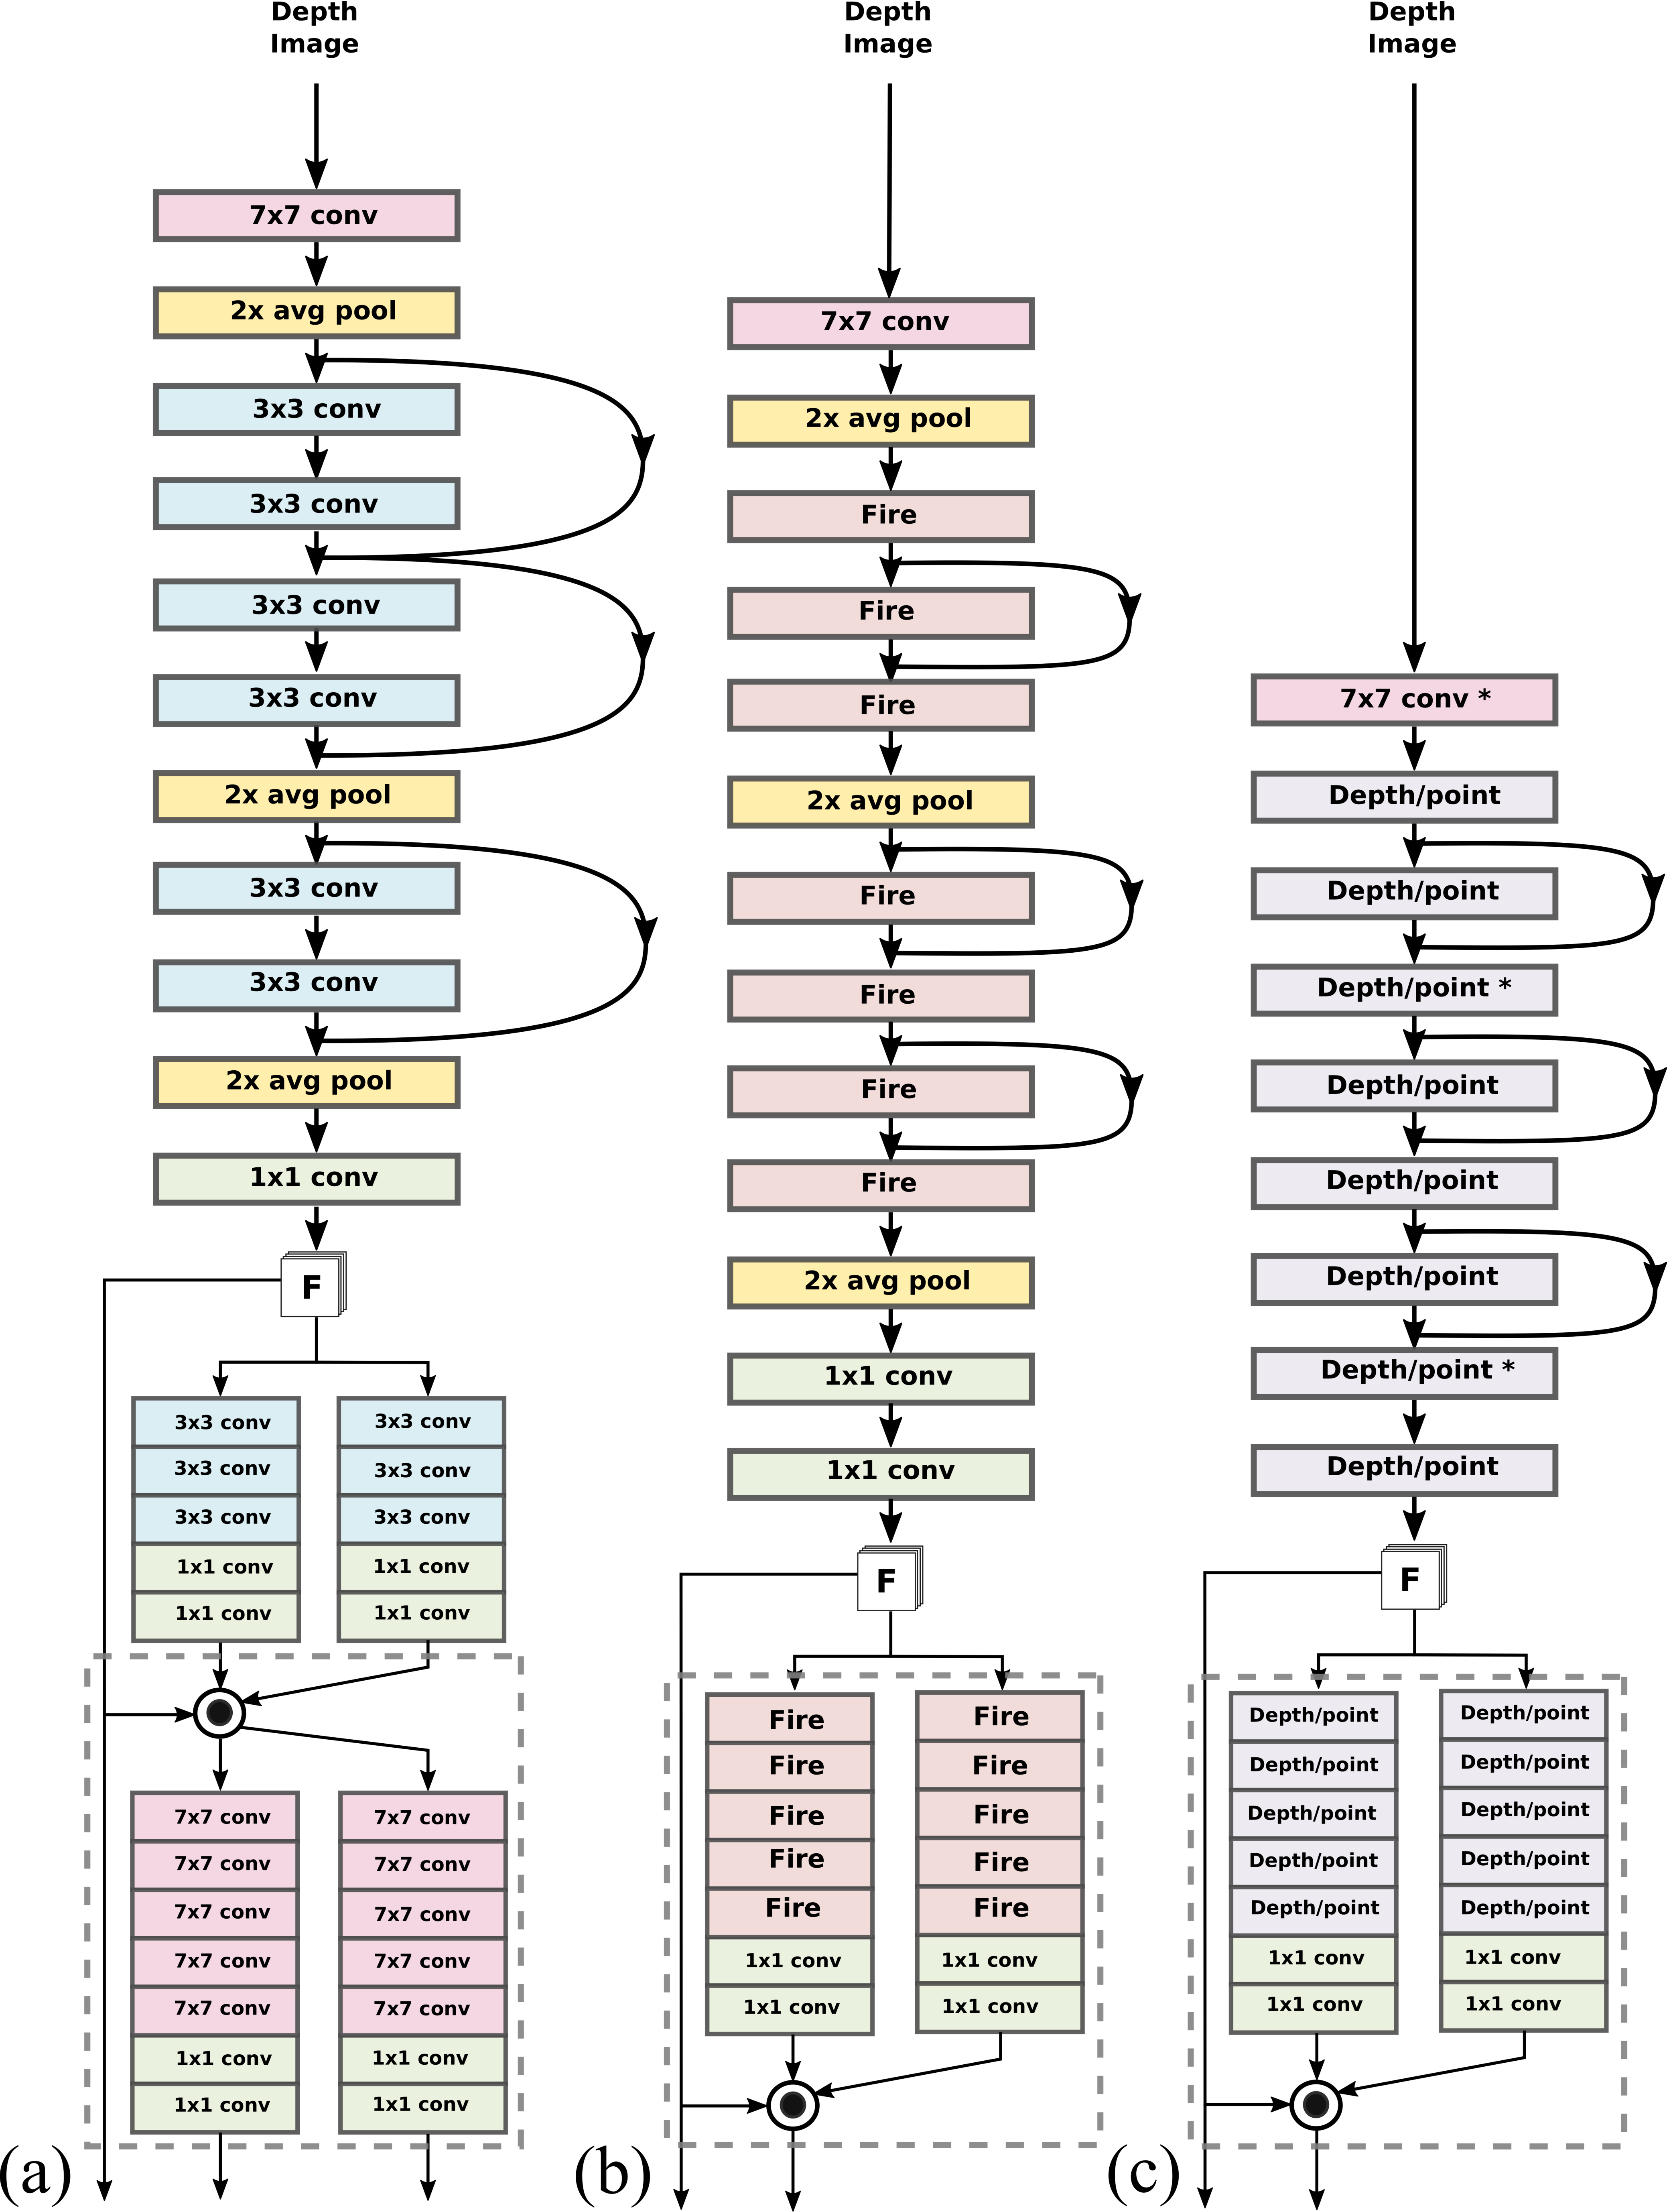 Depth
Image
7x7 conv
2x avg pool
3x3 conv
3x3 conv
3x3 conv
3x3 conv
2x avg pool
3x3 conv
3x3 conv
2x avg pool
1x1 conv
F
3x3 conv
3x3 conv
3x3 conv
1x1 conv
1x1 conv
3x3 conv
3x3 conv
3x3 conv
1x1 conv
1x1 conv
7x7 conv
7x7 conv
7x7 conv
7x7 conv
7x7 conv
1x1 conv
1x1 conv
7x7 conv
7x7 conv
7x7 conv
7x7 conv
7x7 conv
1x1 conv
1x1 conv
(a)
Depth
Image
7x7 conv
2x avg pool
Fire
Fire
Fire
2x avg pool
Fire
Fire
Fire
Fire
2x avg pool
1x1 conv
1x1 conv
F
Fire
Fire
Fire
Fire
Fire
1x1 conv
1x1 conv
Fire
Fire
Fire
Fire
Fire
1x1 conv
1x1 conv
(b)
Depth
Image
7x7 conv *
Depth/point
Depth/point
Depth/point *
Depth/point
Depth/point
Depth/point
Depth/point *
Depth/point
F
Depth/point
Depth/point
Depth/point
Depth/point
Depth/point
1x1 conv
1x1 conv
Depth/point
Depth/point
Depth/point
Depth/point
Depth/point
1x1 conv
1x1 conv
(c)